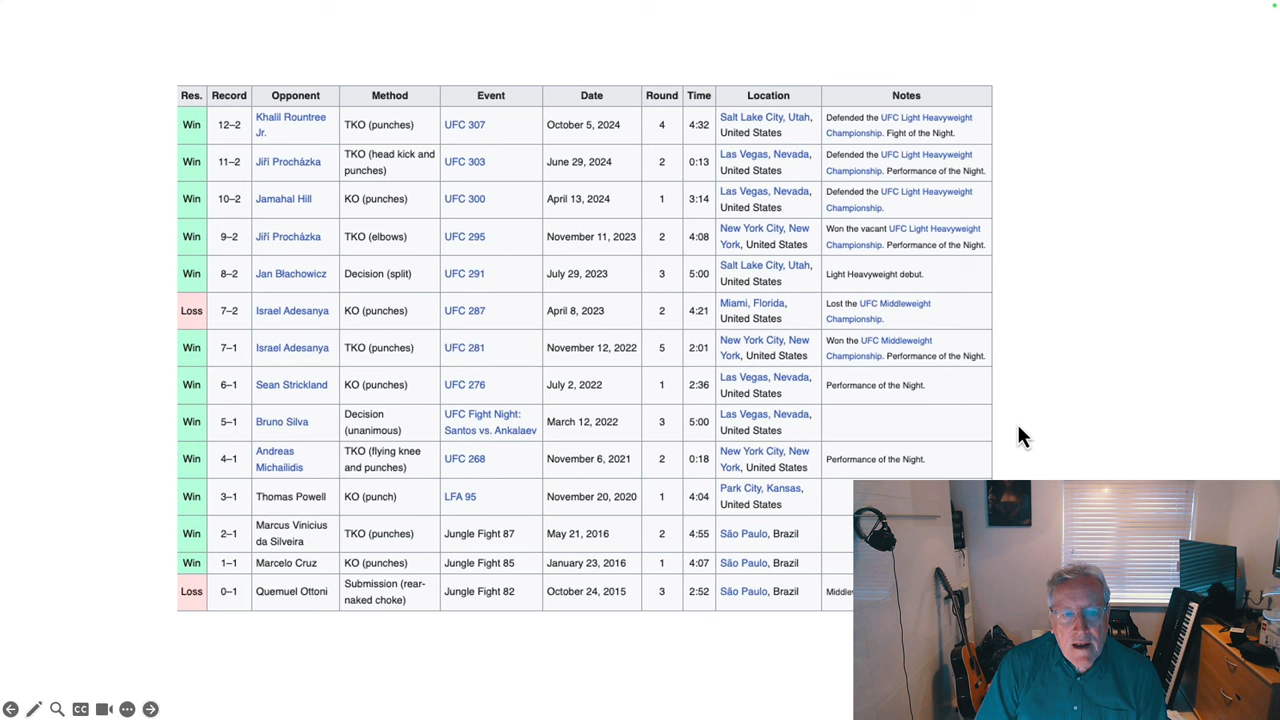 Res. Record Opponent Method Event Date Round Time Location Notes
Win 12–2 Khalil Rountree Jr. TKO (punches) UFC 307 October 5, 2024 4 4:32 Salt Lake City, Utah, United States Defended the UFC Light Heavyweight Championship. Fight of the Night.
Win 11–2 Jiří Procházka TKO (head kick and punches) UFC 303 June 29, 2024 2 0:13 Las Vegas, Nevada, United States Defended the UFC Light Heavyweight Championship. Performance of the Night.
Win 10–2 Jamahal Hill KO (punches) UFC 300 April 13, 2024 1 3:14 Las Vegas, Nevada, United States Defended the UFC Light Heavyweight Championship.
Win 9–2 Jiří Procházka TKO (elbows) UFC 295 November 11, 2023 2 4:08 New York City, New York, United States Won the vacant UFC Light Heavyweight Championship. Performance of the Night.
Win 8–2 Jan Błachowicz Decision (split) UFC 291 July 29, 2023 3 5:00 Salt Lake City, Utah, United States Light Heavyweight debut.
Loss 7–2 Israel Adesanya KO (punches) UFC 287 April 8, 2023 2 4:21 Miami, Florida, United States Lost the UFC Middleweight Championship.
Win 7–1 Israel Adesanya TKO (punches) UFC 281 November 12, 2022 5 2:01 New York City, New York, United States Won the UFC Middleweight Championship. Performance of the Night.
Win 6–1 Sean Strickland KO (punches) UFC 276 July 2, 2022 1 2:36 Las Vegas, Nevada, United States Performance of the Night.
Win 5–1 Bruno Silva Decision (unanimous) UFC Fight Night: Santos vs. Ankalaev March 12, 2022 3 5:00 Las Vegas, Nevada, United States
Win 4–1 Andreas Michailidis TKO (flying knee and punches) UFC 268 November 6, 2021 2 0:18 New York City, New York, United States Performance of the Night.
Win 3–1 Thomas Powell KO (punch) LFA 95 November 20, 2020 1 4:04 Park City, Kansas, United States
Win 2–1 Marcus Vinicius da Silveira TKO (punches) Jungle Fight 87 May 21, 2016 2 4:55 São Paulo, Brazil
Win 1–1 Marcelo Cruz KO (punches) Jungle Fight 85 January 23, 2016 1 4:07 São Paulo, Brazil
Loss 0–1 Quemuel Ottoni Submission (rear-naked choke) Jungle Fight 82 October 24, 2015 3 2:52 São Paulo, Brazil
CC